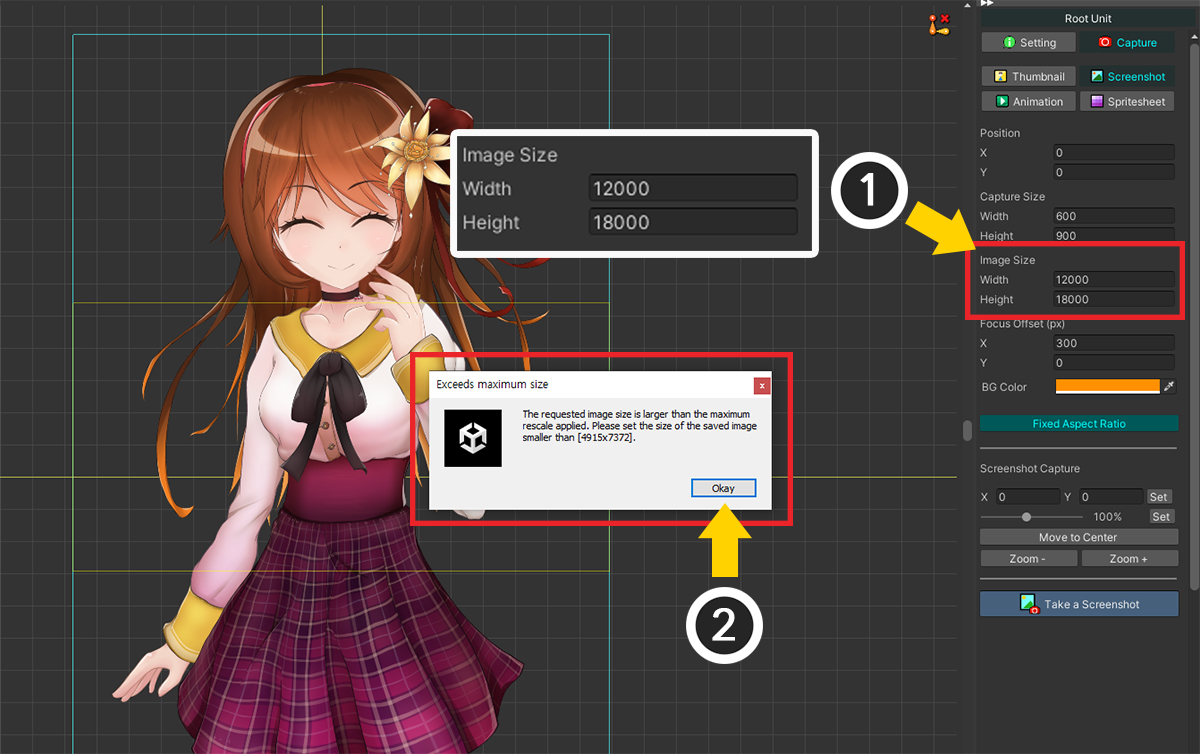 Root Unit
Setting
Capture
Thumbnail
Screenshot
Animation
Spritesheet
Position
X 0
Y 0
Capture Size
Width 600
Height 900
Image Size
Width 12000
Height 18000
Focus Offset (px)
X 300
Y 0
BG Color
Fixed Aspect Ratio
Screenshot Capture
X 0 Y 0 Set
100% Set
Move to Center
Zoom -
Zoom +
Take a Screenshot
Image Size
Width 12000
Height 18000
1
Exceeds maximum size
x
The requested image size is larger than the maximum
rescale applied. Please set the size of the saved image
smaller than [4915x7372].
Okay
2